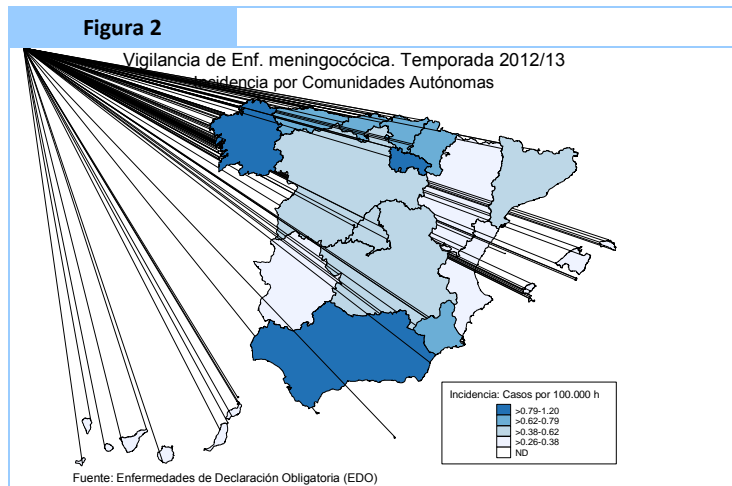 Figura 2
Vigilancia de Enf. meningocócica. Temporada 2012/13
Incidencia por Comunidades Autónomas
Incidencia: Casos por 100.000 h
>0.79-1.20
>0.62-0.79
>0.38-0.62
>0.26-0.38
ND
Fuente: Enfermedades de Declaración Obligatoria (EDO)